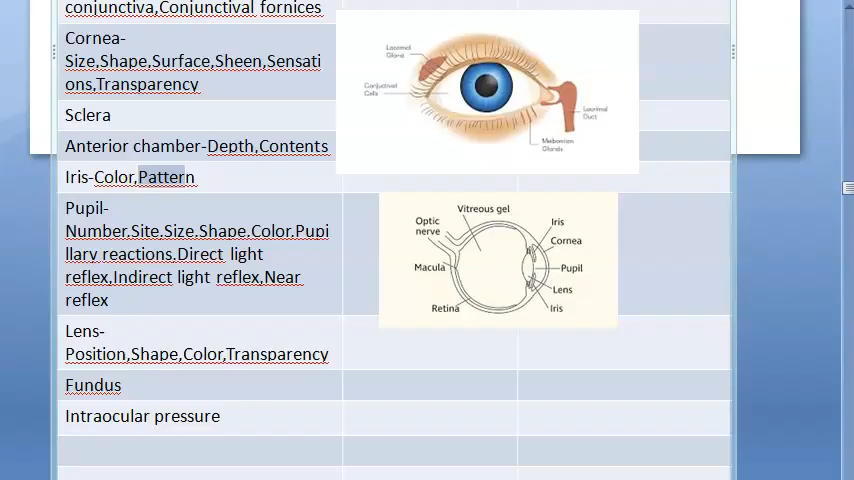 conjunctiva,Conjunctival fornices
Cornea-
Size,Shape,Surface,Sheen,Sensati
ons,Transparency
Sclera
Anterior chamber-Depth,Contents
Iris-Color,Pattern
Pupil-
Number,Site,Size,Shape,Color,Pupi
llary reactions,Direct light
reflex,Indirect light reflex,Near
reflex
Lens-
Position,Shape,Color,Transparency
Fundus
Intraocular pressure
Lacrimal
Gland
Conjunctival
Cells
Lacrimal
Duct
Meibomian
Glands
Vitreous gel
Optic
nerve
Iris
Cornea
Macula
Pupil
Lens
Retina
Iris